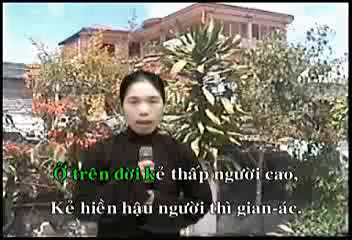 Ở trên đời kẻ thấp người cao,
Kẻ hiền hậu người thì gian-ác.